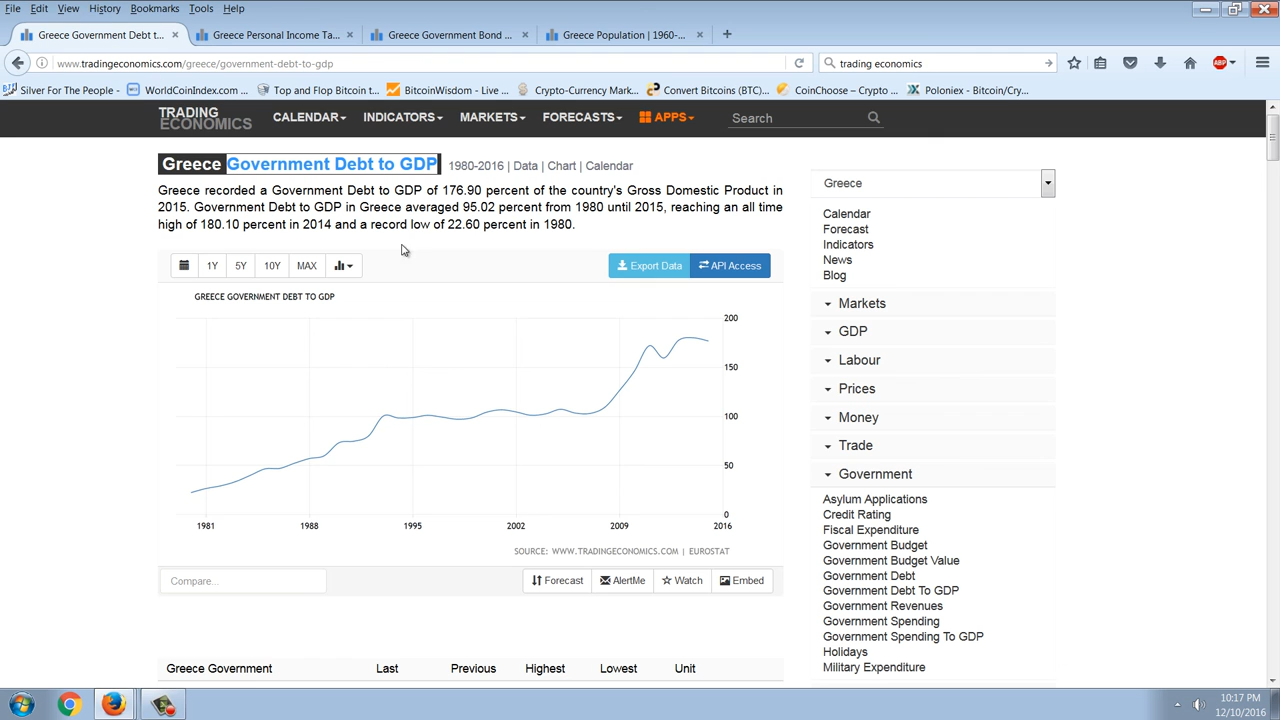 File Edit View History Bookmarks Tools Help
Greece Government Debt t... × Greece Personal Income Ta... × Greece Government Bond ... × Greece Population | 1960-... × +
www.tradingeconomics.com/greece/government-debt-to-gdp trading economics ABP
Silver For The People - WorldCoinIndex.com ... Top and Flop Bitcoin t... BitcoinWisdom - Live ... Crypto-Currency Mark... Convert Bitcoins (BTC)... CoinChoose – Crypto ... Poloniex - Bitcoin/Cry...
TRADING
ECONOMICS
CALENDAR INDICATORS MARKETS FORECASTS APPS Search
Greece Government Debt to GDP 1980-2016 | Data | Chart | Calendar
Greece recorded a Government Debt to GDP of 176.90 percent of the country's Gross Domestic Product in
2015. Government Debt to GDP in Greece averaged 95.02 percent from 1980 until 2015, reaching an all time
high of 180.10 percent in 2014 and a record low of 22.60 percent in 1980.
1Y 5Y 10Y MAX Export Data API Access
GREECE GOVERNMENT DEBT TO GDP
200
150
100
50
0
1981 1988 1995 2002 2009 2016
SOURCE: WWW.TRADINGECONOMICS.COM | EUROSTAT
Compare... Forecast AlertMe Watch Embed
Greece Government Last Previous Highest Lowest Unit
Greece
Calendar
Forecast
Indicators
News
Blog
Markets
GDP
Labour
Prices
Money
Trade
Government
Asylum Applications
Credit Rating
Fiscal Expenditure
Government Budget
Government Budget Value
Government Debt
Government Debt To GDP
Government Revenues
Government Spending
Government Spending To GDP
Holidays
Military Expenditure
10:17 PM
12/10/2016